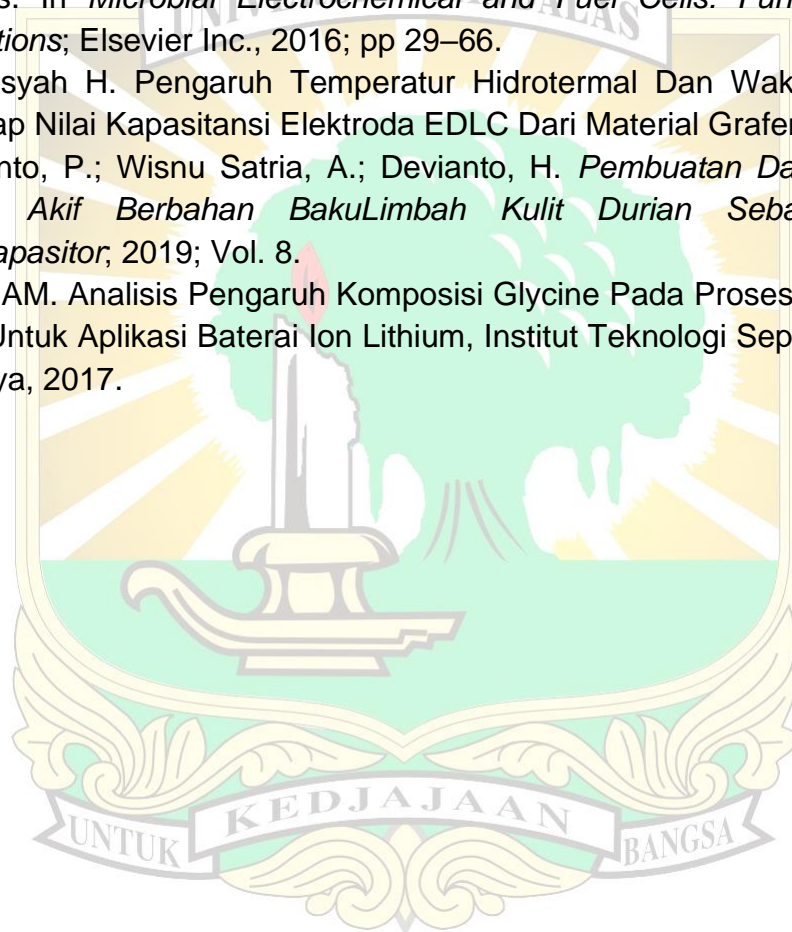 s. In Microbial Electrochemical and Fuel Cells: Fun
tions; Elsevier Inc., 2016; pp 29–66.
syah H. Pengaruh Temperatur Hidrotermal Dan Wak
ap Nilai Kapasitansi Elektroda EDLC Dari Material Grafe
nto, P.; Wisnu Satria, A.; Devianto, H. Pembuatan Da
Akif Berbahan BakuLimbah Kulit Durian Seba
apasitor; 2019; Vol. 8.
AM. Analisis Pengaruh Komposisi Glycine Pada Proses
Untuk Aplikasi Baterai Ion Lithium, Institut Teknologi Sep
ya, 2017.
UNTUK KEDJAJAAN BANGSA